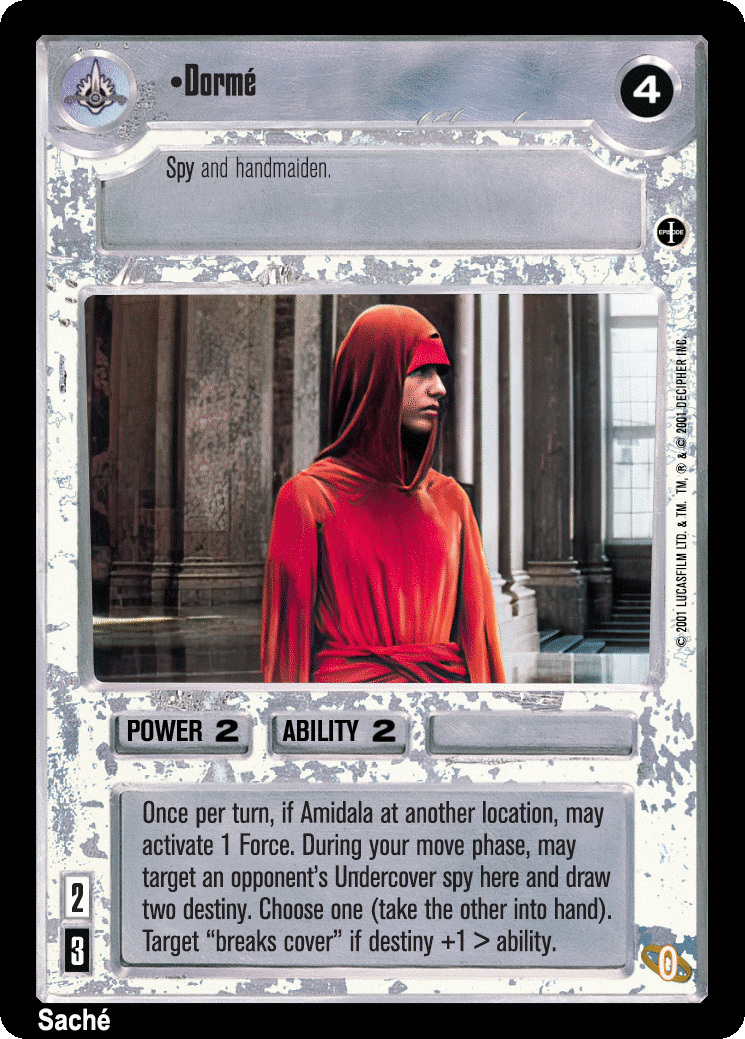 •Dormé
4
Spy and handmaiden.
EPISODE
I
© 2001 LUCASFILM LTD. & TM. TM, ® & © 2001 DECIPHER INC.
POWER 2
ABILITY 2
Once per turn, if Amidala at another location, may
activate 1 Force. During your move phase, may
target an opponent's Undercover spy here and draw
two destiny. Choose one (take the other into hand).
Target “breaks cover” if destiny +1 > ability.
2
3
0
Saché